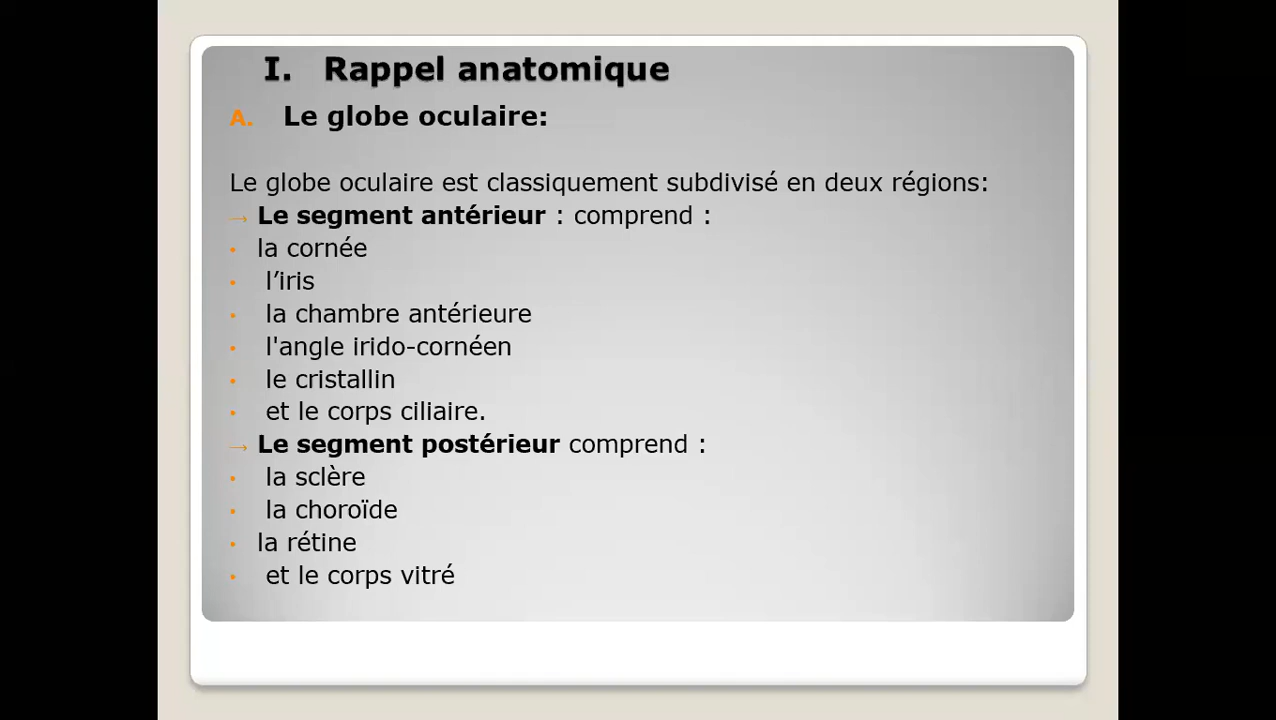 I. Rappel anatomique
A. Le globe oculaire:
Le globe oculaire est classiquement subdivisé en deux régions:
→ Le segment antérieur : comprend :
• la cornée
• l’iris
• la chambre antérieure
• l'angle irido-cornéen
• le cristallin
• et le corps ciliaire.
→ Le segment postérieur comprend :
• la sclère
• la choroïde
• la rétine
• et le corps vitré